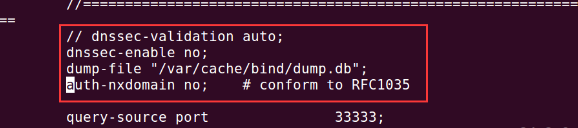 //===========================================================
==
// dnssec-validation auto;
dnssec-enable no;
dump-file "/var/cache/bind/dump.db";
auth-nxdomain no;    # conform to RFC1035
query-source port               33333;